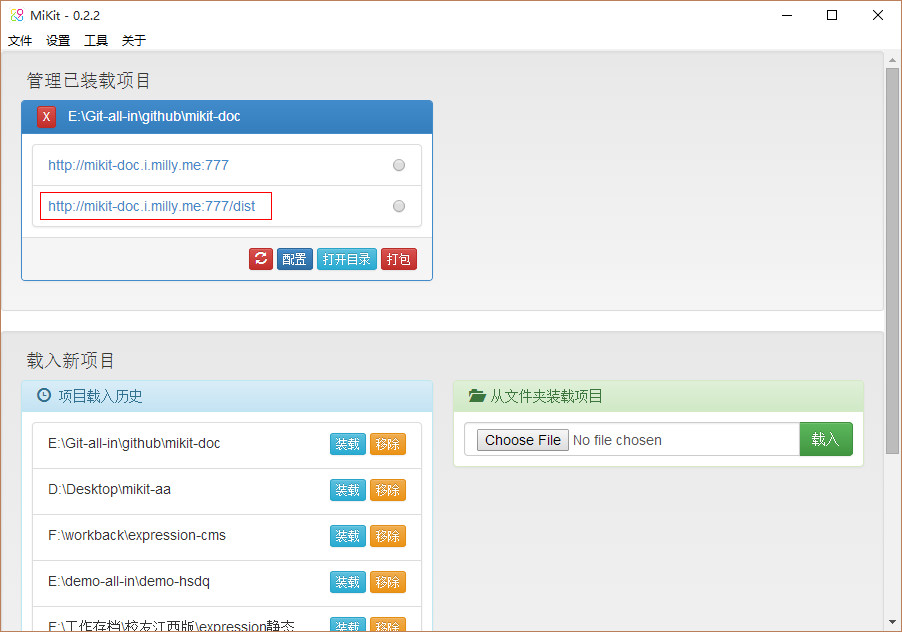 MiKit - 0.2.2
文件 设置 工具 关于
管理已装载项目
X E:\Git-all-in\github\mikit-doc
http://mikit-doc.i.milly.me:777
http://mikit-doc.i.milly.me:777/dist
配置 打开目录 打包
载入新项目
项目载入历史
E:\Git-all-in\github\mikit-doc 装载 移除
D:\Desktop\mikit-aa 装载 移除
F:\workback\expression-cms 装载 移除
E:\demo-all-in\demo-hsdq 装载 移除
E:\工作存档\校友江西版\expression静态 装载 移除
从文件夹装载项目
Choose File No file chosen 载入